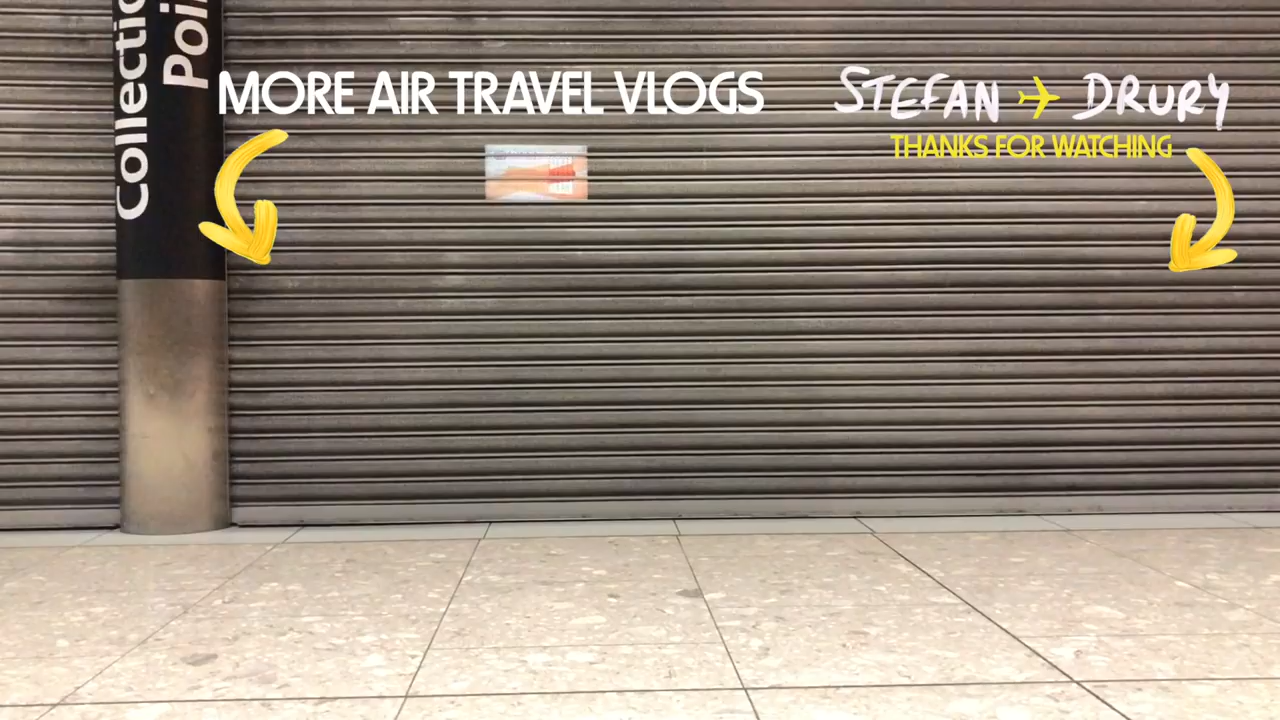 Collectio
Poi
MORE AIR TRAVEL VLOGS
STEFAN DRURY
THANKS FOR WATCHING